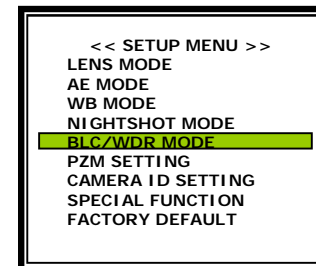 << SETUP MENU >>
LENS MODE
AE MODE
WB MODE
NIGHTSHOT MODE
BLC/WDR MODE
PZM SETTING
CAMERA ID SETTING
SPECIAL FUNCTION
FACTORY DEFAULT